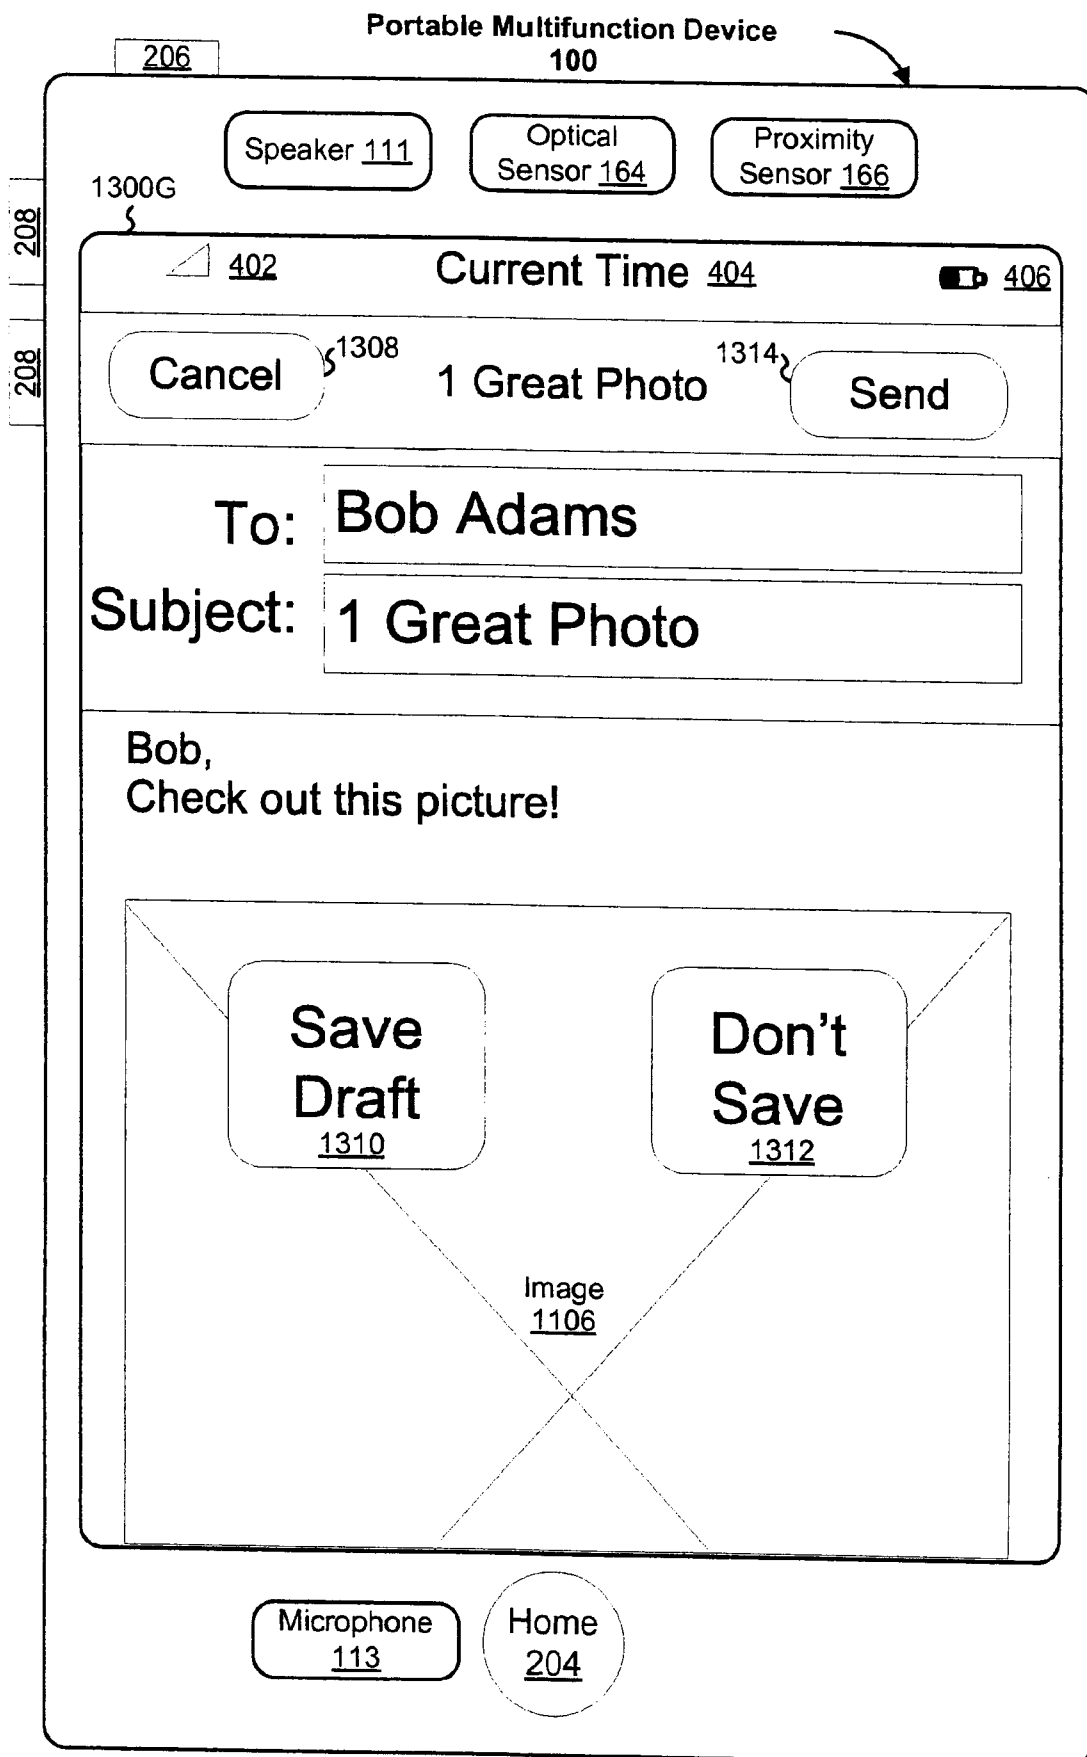 Portable Multifunction Device
100
206
Speaker 111
Optical
Sensor 164
Proximity
Sensor 166
1300G
208
208
402
Current Time 404
406
Cancel
1308
1 Great Photo
1314
Send
To:
Bob Adams
Subject:
1 Great Photo
Bob,
Check out this picture!
Save
Draft
1310
Don't
Save
1312
Image
1106
Microphone
113
Home
204